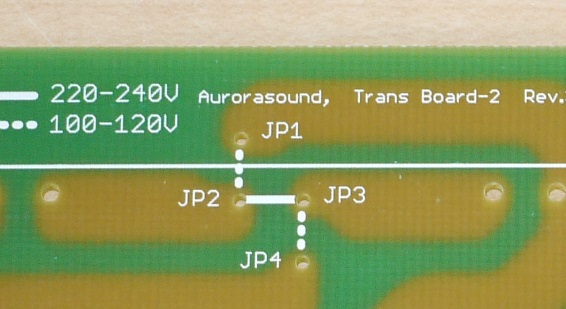 220-240V
Aurorasound, Trans Board-2 Rev.
100-120V
JP1
JP2
JP3
JP4